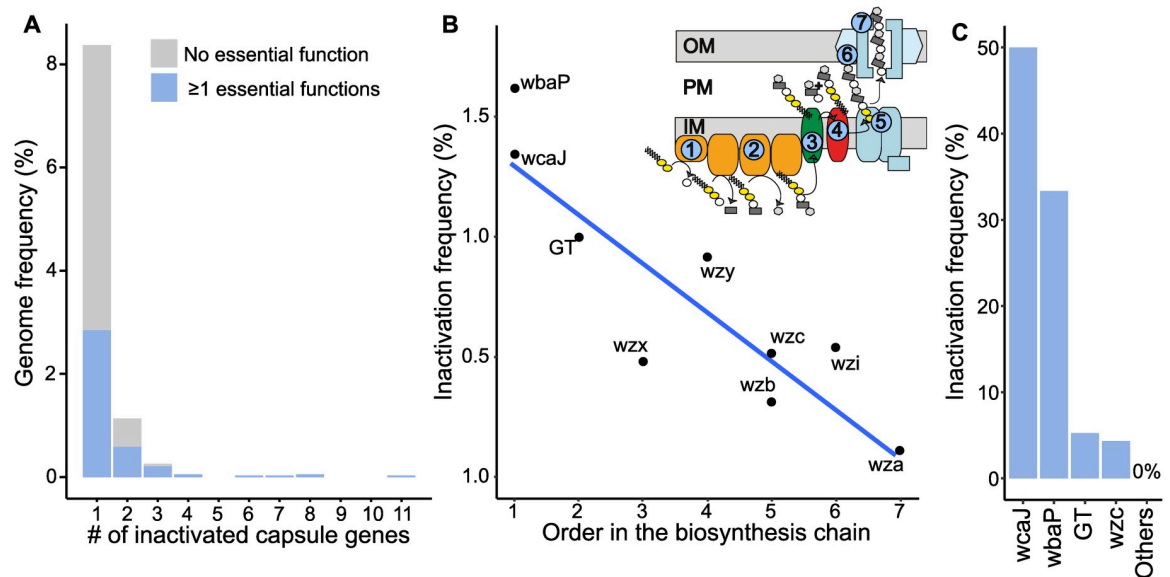 A
Genome frequency (%)
8
6
4
2
0
No essential function
≥1 essential functions
1 2 3 4 5 6 7 8 9 10 11
# of inactivated capsule genes
B
Inactivation frequency (%)
1.5
1.0
0.5
1.0
wbaP
wcaJ
GT
wzx
wzy
wzc
wzb
wzi
wza
1 2 3 4 5 6 7
Order in the biosynthesis chain
OM
PM
IM
1
2
3
+
4
5
6
7
C
Inactivation frequency (%)
50
40
30
20
10
0
0%
wcaJ
wbaP
GT
wzc
Others